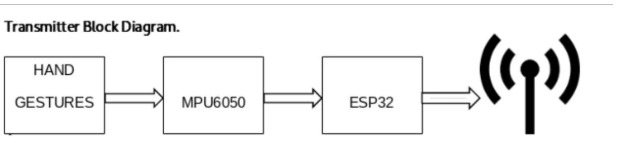 Transmitter Block Diagram.
HAND
GESTURES
MPU6050
ESP32